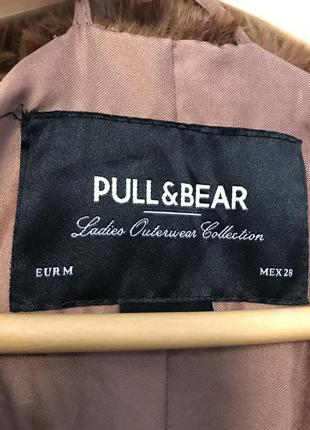 PULL&BEAR
Ladies Outerwear Collection
EUR M MEX 28